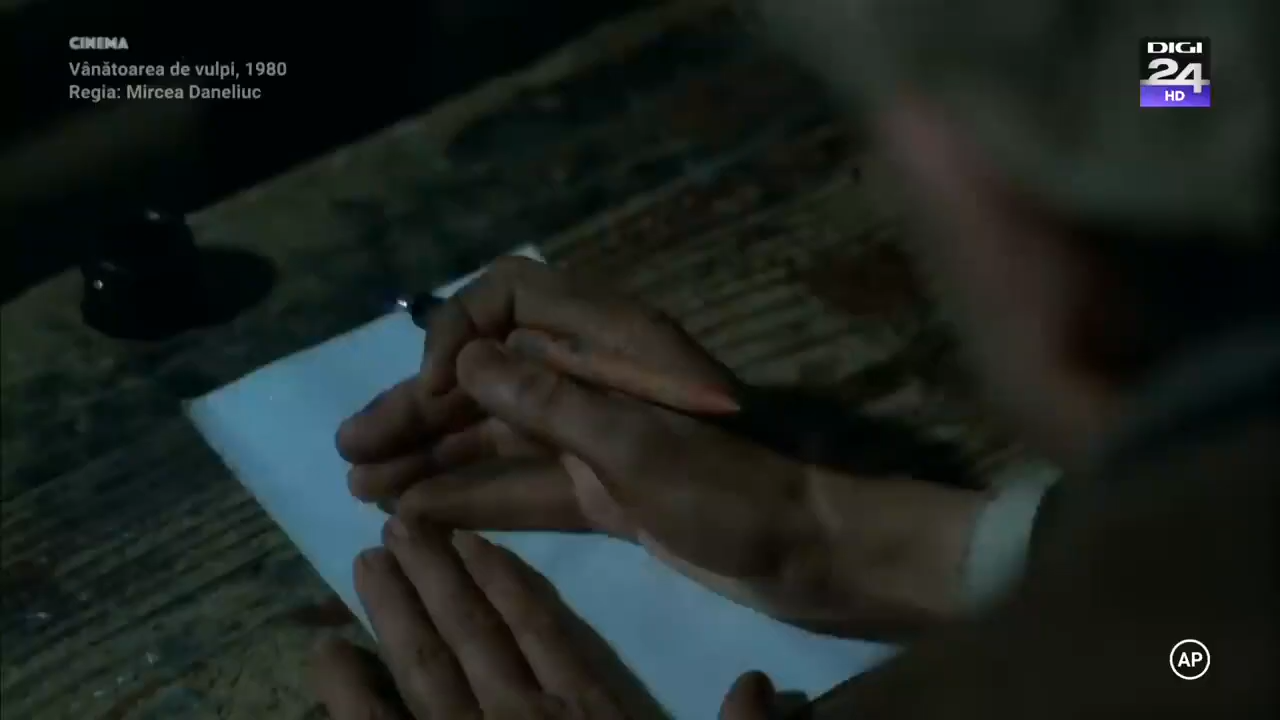 CINEMA
Vânătoarea de vulpi, 1980
Regia: Mircea Daneliuc
DIGI
24
HD
AP